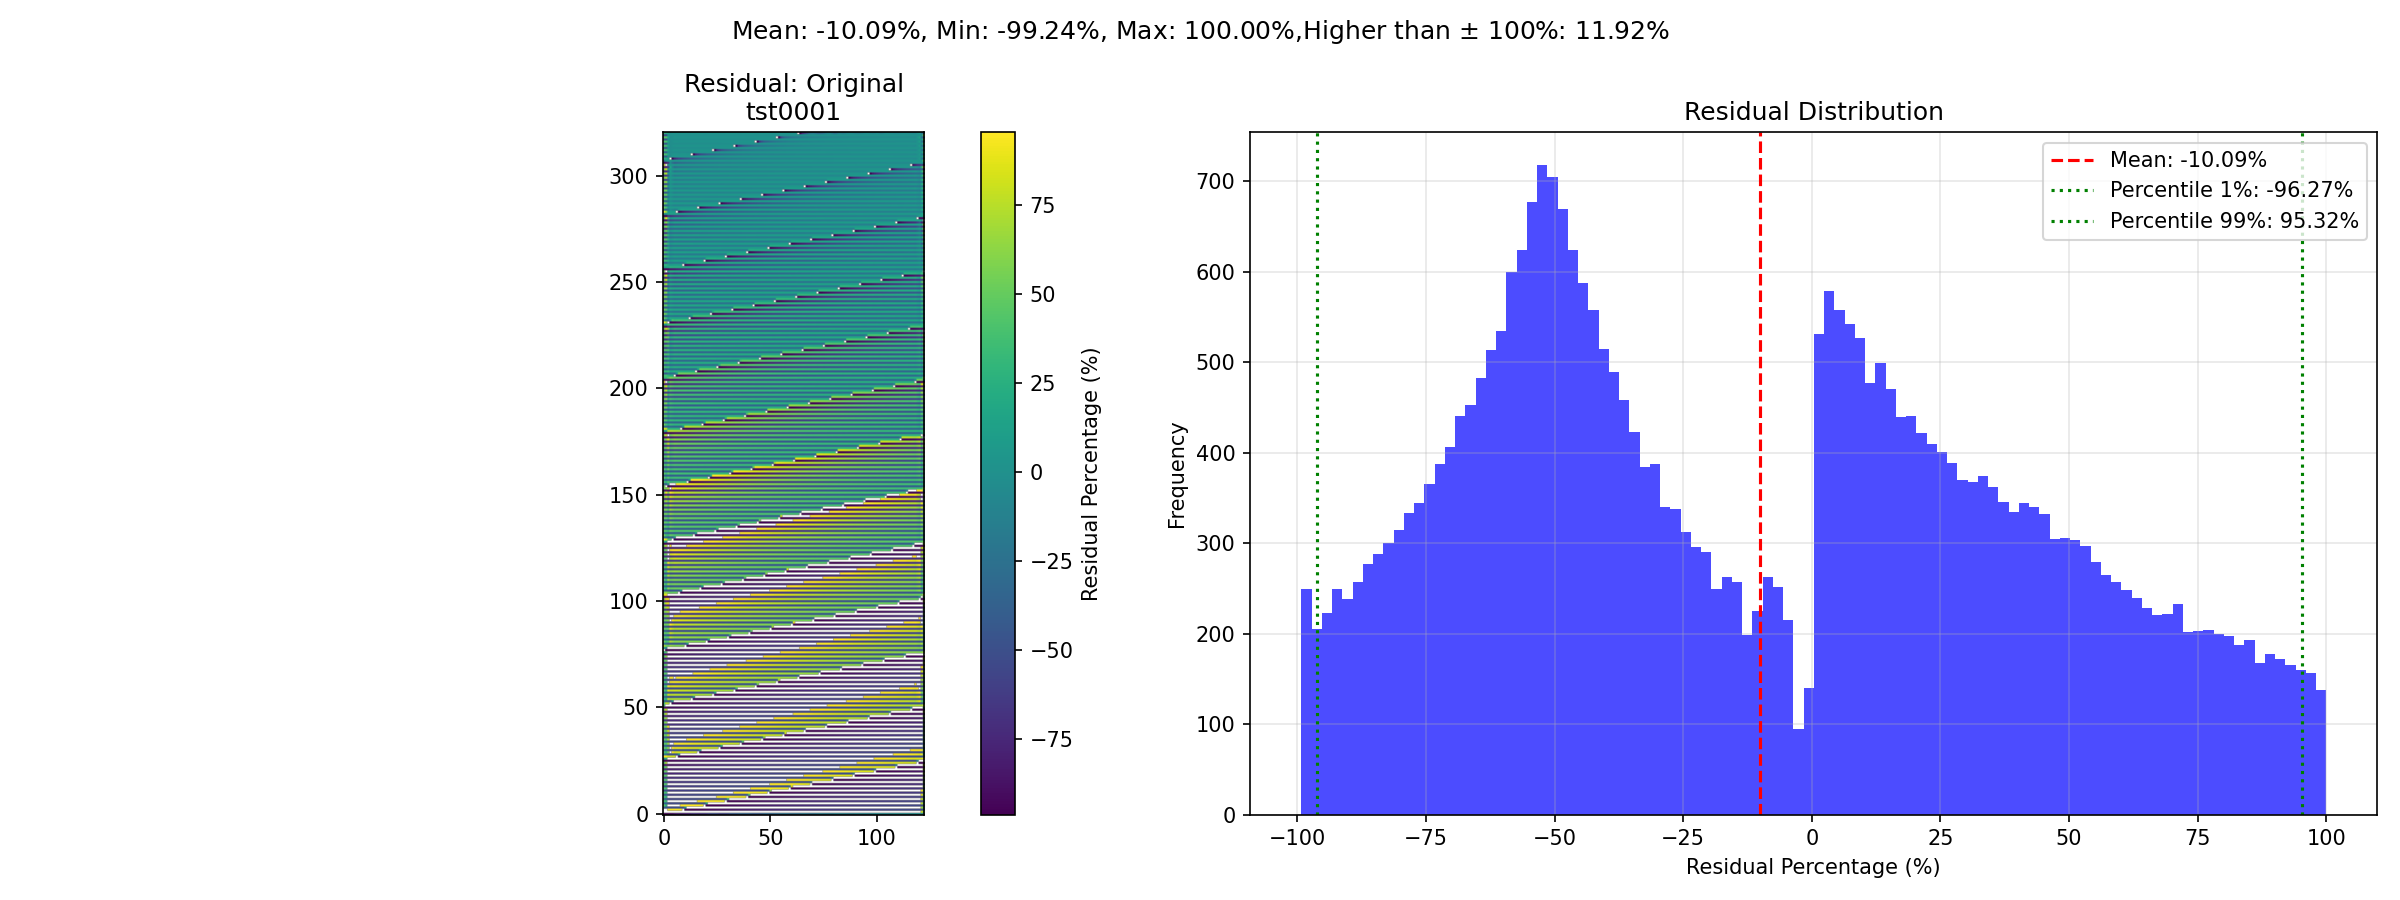 Mean: -10.09%, Min: -99.24%, Max: 100.00%,Higher than ± 100%: 11.92%
Residual: Original
tst0001
300
250
200
150
100
50
0
0 50 100
75
50
25
0
−25
−50
−75
Residual Percentage (%)
Residual Distribution
Mean: -10.09%
Percentile 1%: -96.27%
Percentile 99%: 95.32%
700
600
500
400
300
200
100
0
Frequency
−100 −75 −50 −25 0 25 50 75 100
Residual Percentage (%)